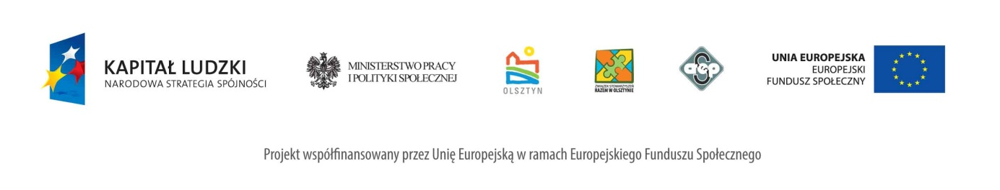 KAPITAŁ LUDZKI
NARODOWA STRATEGIA SPÓJNOŚCI
MINISTERSTWO PRACY
I POLITYKI SPOŁECZNEJ
OLSZTYN
ZWIĄZEK STOWARZYSZEŃ
RAZEM W OLSZTYNIE
UNIA EUROPEJSKA
EUROPEJSKI
FUNDUSZ SPOŁECZNY
Projekt współfinansowany przez Unię Europejską w ramach Europejskiego Funduszu Społecznego